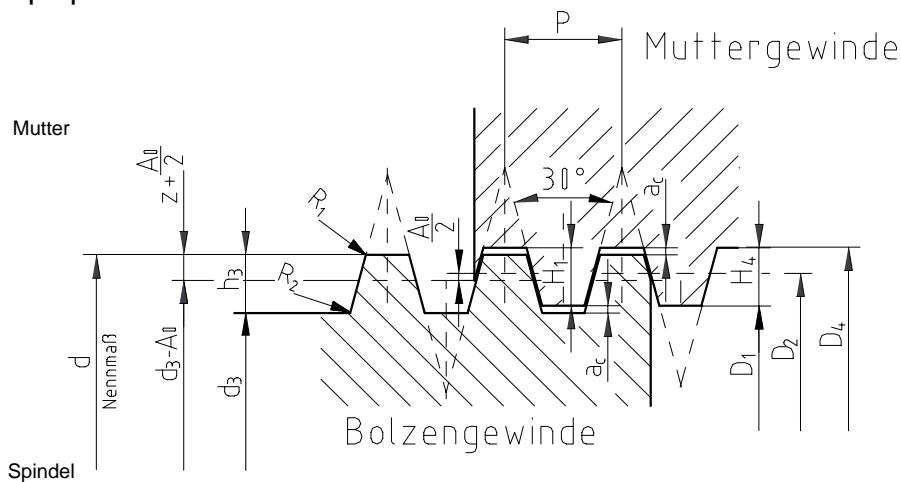 P
Muttergewinde
Mutter
z + A0/2
R1
A0/2
30°
ac
h3
R2
H1
H4
d
Nennmaß
d3-A0
d3
ac
D1
D2
D4
Bolzengewinde
Spindel